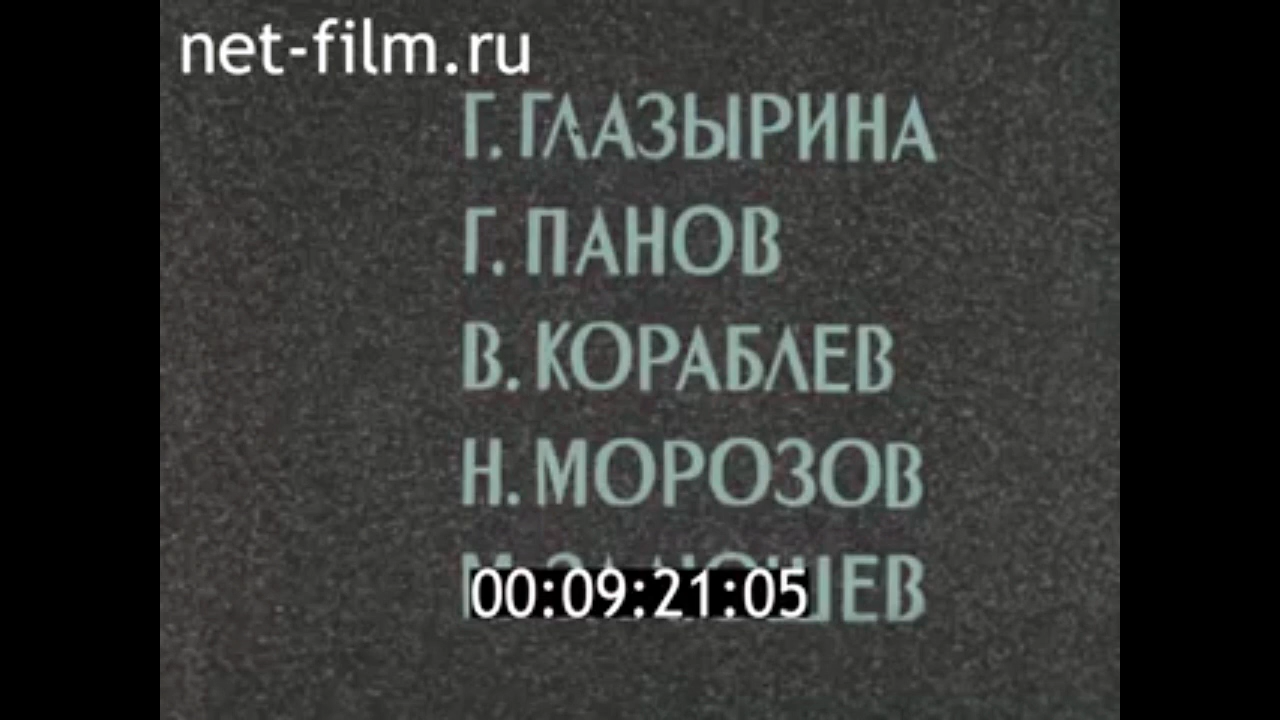 net-film.ru
Г. ГЛАЗЫРИНА
Г. ПАНОВ
В. КОРАБЛЕВ
Н. МОРОЗОВ
00:09:21:05